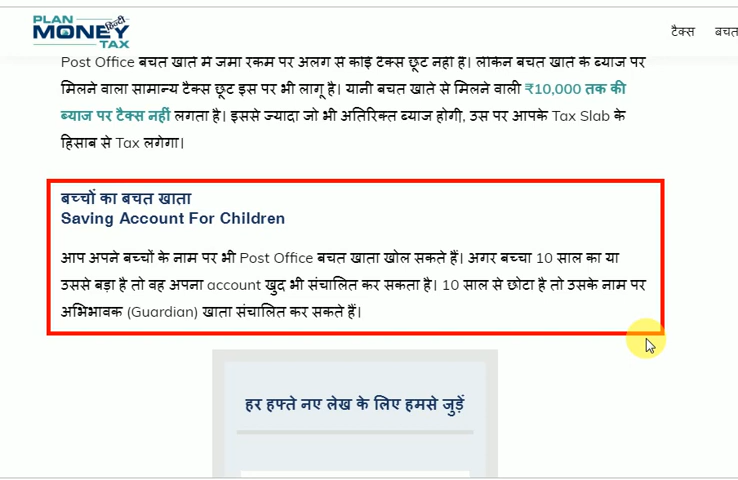 PLAN
MONEY हिन्दी
TAX
टैक्स बचत
Post Office बचत खाते में जमा रकम पर अलग से कोई टैक्स छूट नहीं है। लेकिन बचत खाते के ब्याज पर
मिलने वाला सामान्य टैक्स छूट इस पर भी लागू है। यानी बचत खाते से मिलने वाली ₹10,000 तक की
ब्याज पर टैक्स नहीं लगता है। इससे ज्यादा जो भी अतिरिक्त ब्याज होगी, उस पर आपके Tax Slab के
हिसाब से Tax लगेगा।
बच्चों का बचत खाता
Saving Account For Children
आप अपने बच्चों के नाम पर भी Post Office बचत खाता खोल सकते हैं। अगर बच्चा 10 साल का या
उससे बड़ा है तो वह अपना account खुद भी संचालित कर सकता है। 10 साल से छोटा है तो उसके नाम पर
अभिभावक (Guardian) खाता संचालित कर सकते हैं।
हर हफ्ते नए लेख के लिए हमसे जुड़ें